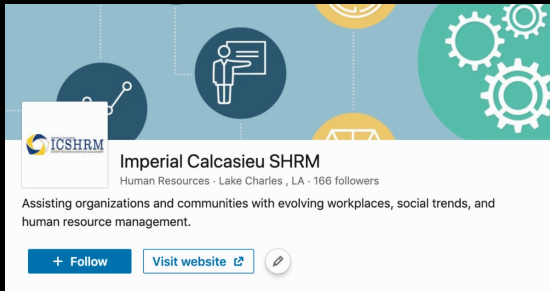 ICSHRM
Imperial Calcasieu SHRM
Human Resources · Lake Charles , LA · 166 followers
Assisting organizations and communities with evolving workplaces, social trends, and
human resource management.
+ Follow
Visit website